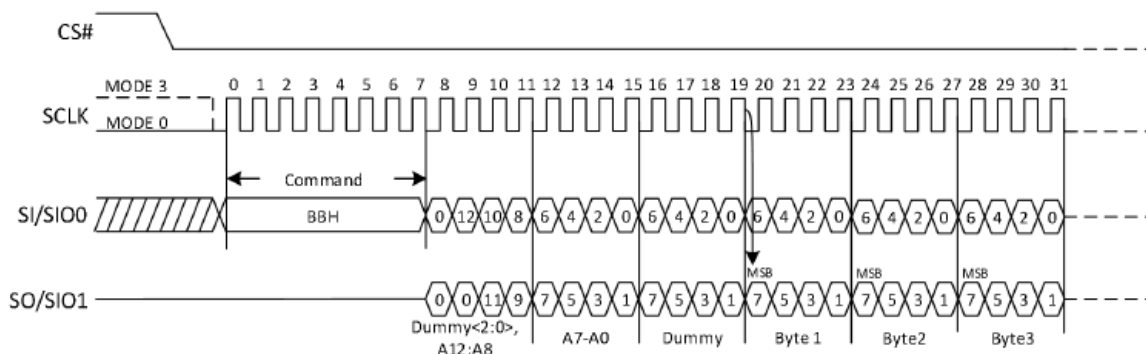 CS#
MODE 3
0 1 2 3 4 5 6 7 8 9 10 11 12 13 14 15 16 17 18 19 20 21 22 23 24 25 26 27 28 29 30 31
SCLK
MODE 0
Command
SI/SIO0
BBH
0 12 10 8 6 4 2 0 6 4 2 0 6 4 2 0 6 4 2 0 6 4 2 0
MSB MSB MSB
SO/SIO1
0 0 11 9 7 5 3 1 7 5 3 1 7 5 3 1 7 5 3 1 7 5 3 1
Dummy<2:0>,
A12:A8
A7-A0
Dummy
Byte 1
Byte2
Byte3